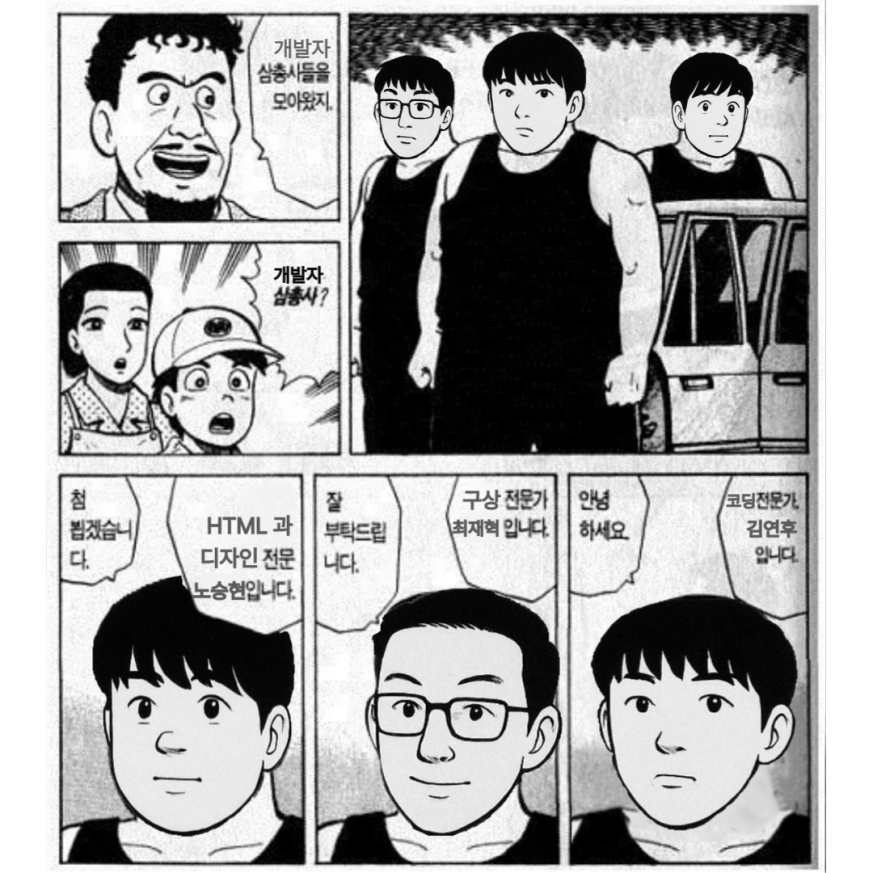 개발자
삼총사들을
모아왔지.
개발자
삼총사?
첨
뵙겠습니
다.
HTML 과
디자인 전문
노승현입니다.
잘
부탁드립
니다.
구상 전문가
최재혁 입니다.
안녕
하세요.
코딩전문가,
김연후
입니다.